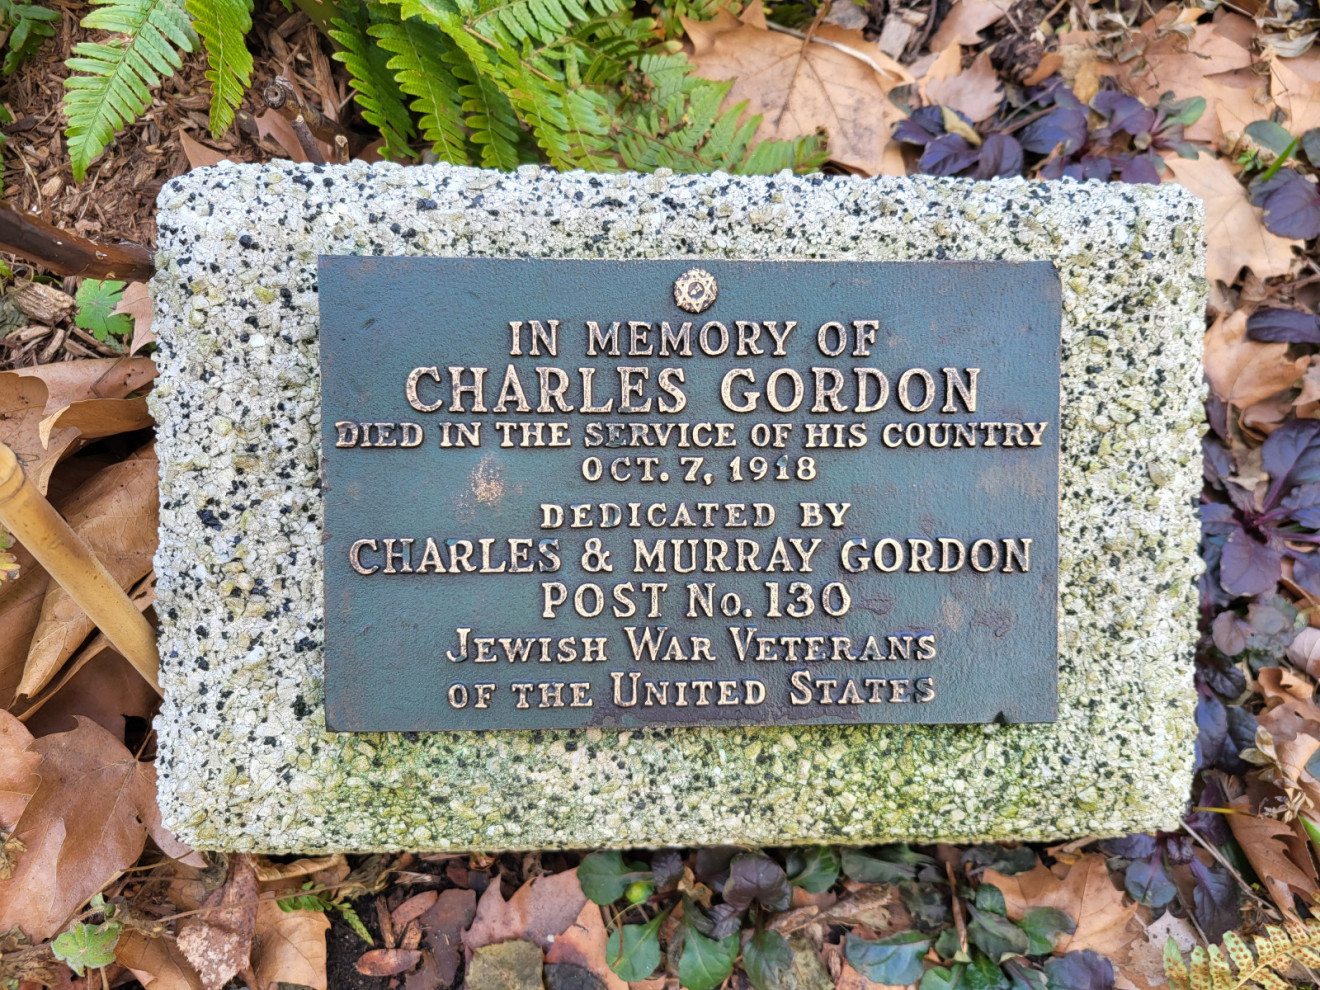 IN MEMORY OF
CHARLES GORDON
DIED IN THE SERVICE OF HIS COUNTRY
OCT. 7, 1918
DEDICATED BY
CHARLES & MURRAY GORDON
POST No. 130
JEWISH WAR VETERANS
OF THE UNITED STATES